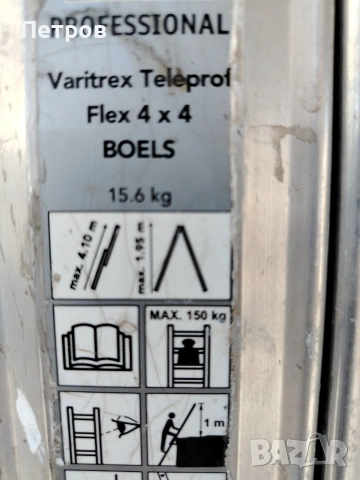 Петров
PROFESSIONAL
Varitrex Teleprof
Flex 4 x 4
BOELS
15.6 kg
max. 4.10 m
max. 1.95 m
MAX. 150 kg
1 m
BAZAR